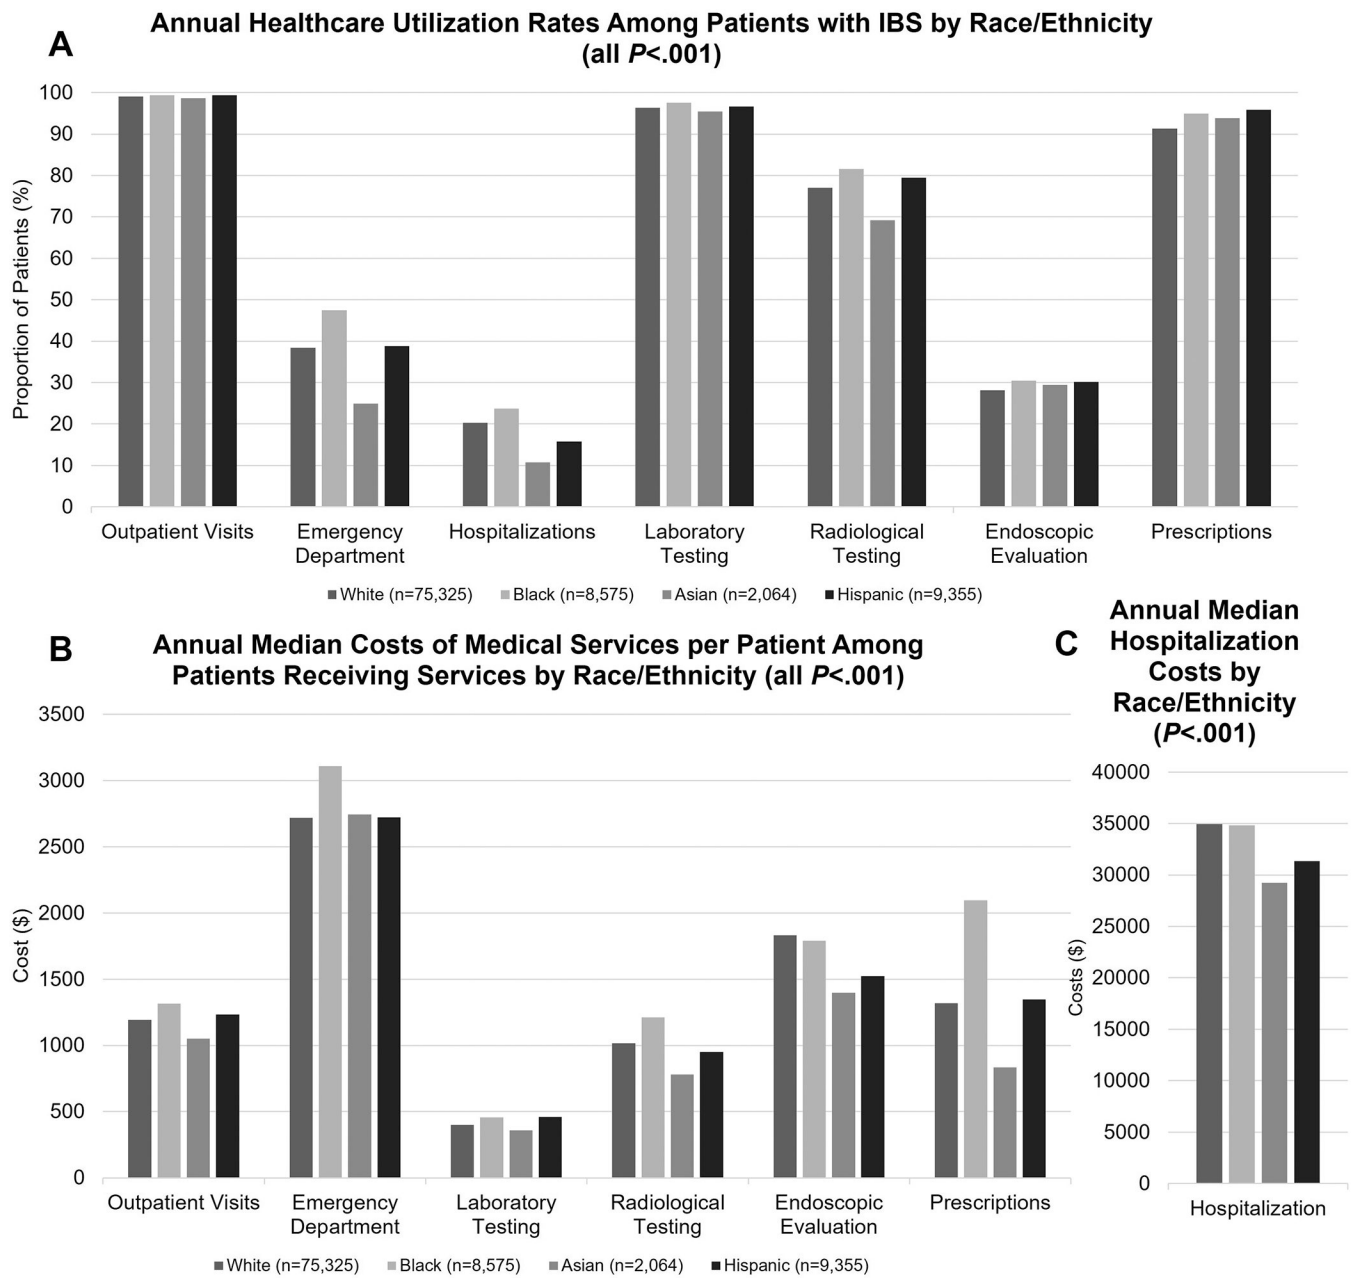 A
Annual Healthcare Utilization Rates Among Patients with IBS by Race/Ethnicity
(all P<.001)
Proportion of Patients (%)
100
90
80
70
60
50
40
30
20
10
0
Outpatient Visits
Emergency
Department
Hospitalizations
Laboratory
Testing
Radiological
Testing
Endoscopic
Evaluation
Prescriptions
White (n=75,325) Black (n=8,575) Asian (n=2,064) Hispanic (n=9,355)
B
Annual Median Costs of Medical Services per Patient Among
Patients Receiving Services by Race/Ethnicity (all P<.001)
Cost ($)
3500
3000
2500
2000
1500
1000
500
0
Outpatient Visits
Emergency
Department
Laboratory
Testing
Radiological
Testing
Endoscopic
Evaluation
Prescriptions
White (n=75,325) Black (n=8,575) Asian (n=2,064) Hispanic (n=9,355)
C
Annual Median
Hospitalization
Costs by
Race/Ethnicity
(P<.001)
Costs ($)
40000
35000
30000
25000
20000
15000
10000
5000
0
Hospitalization